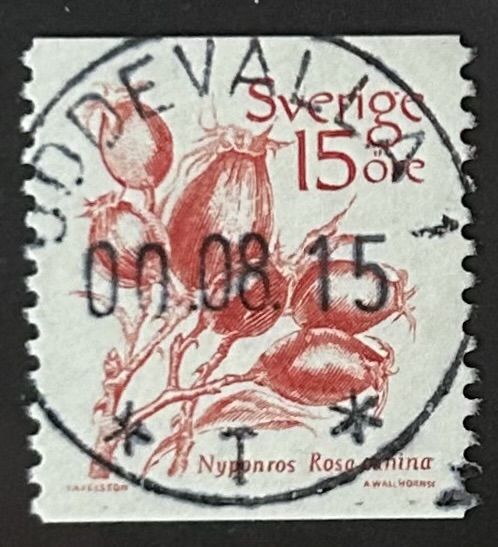 UDDEVALLA
Sverige
15 öre
00.08.15
* T *
Nyponros Rosa canina
A.WALLHORN SC